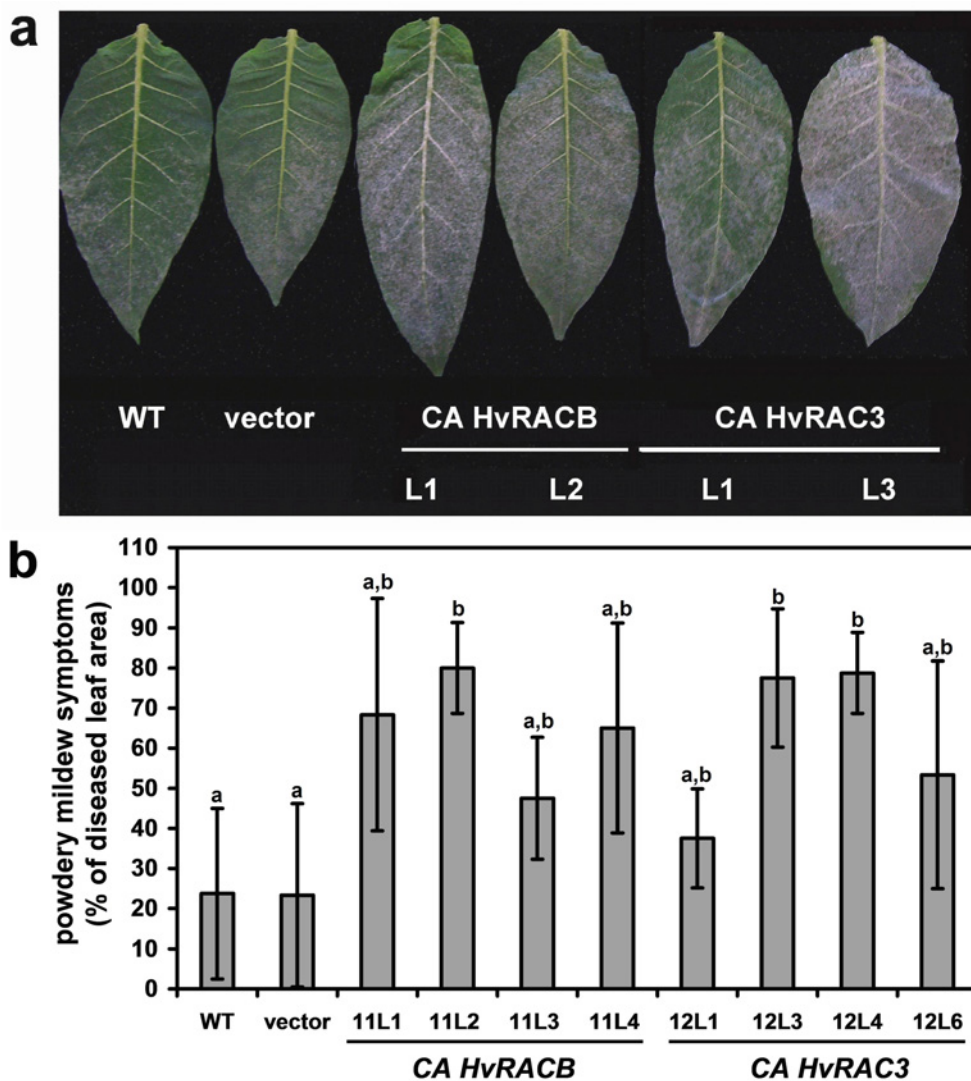 a
WT vector CA HvRACB CA HvRAC3
L1 L2 L1 L3
b
powdery mildew symptoms
(% of diseased leaf area)
110
100
90
80
70
60
50
40
30
20
10
0
a a a,b b a,b a,b a,b b b a,b
WT vector 11L1 11L2 11L3 11L4 12L1 12L3 12L4 12L6
CA HvRACB CA HvRAC3